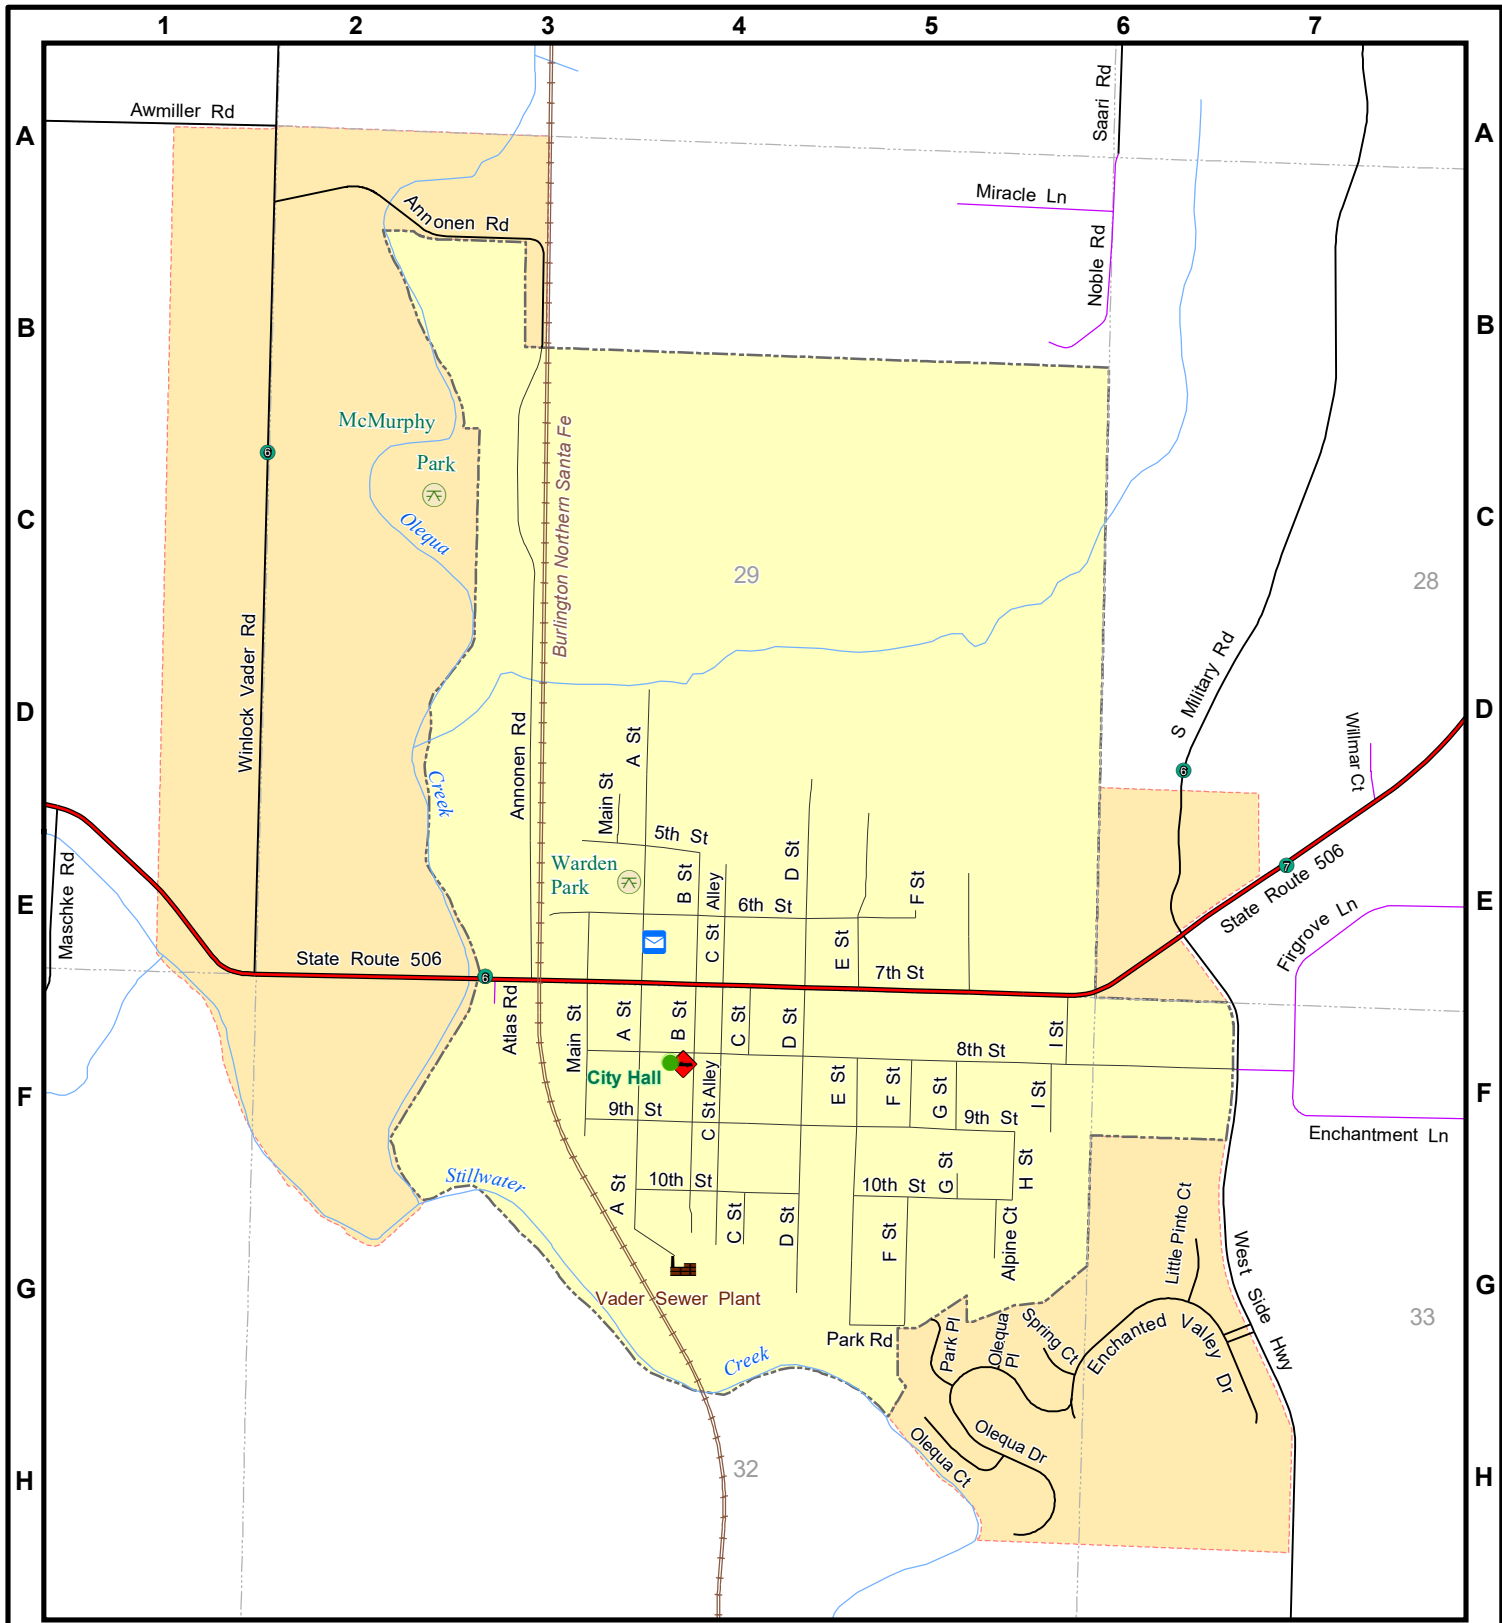 1 2 3 4 5 6 7
A A
B B
C C
D D
E E
F F
G G
H H
Awmiller Rd
Saari Rd
Miracle Ln
Annonen Rd
Noble Rd
McMurphy
Park
6
Olequa
Burlington Northern Santa Fe
29
28
Winlock Vader Rd
S Military Rd
Annonen Rd
A St
Main St
Willmar Ct
6
Creek
5th St
D St
Warden
Park
B St
C St Alley
F St
7
State Route 506
6th St
Maschke Rd
Firgrove Ln
E St
State Route 506
6
7th St
Atlas Rd
Main St
A St
B St
C St
D St
I St
8th St
City Hall
E St
F St
G St
I St
C St Alley
9th St
9th St
Enchantment Ln
Stillwater
A St
10th St
10th St
G St
H St
C St
D St
F St
Alpine Ct
Little Pinto Ct
West Side Hwy
Vader Sewer Plant
33
Park Rd
Park Pl
Olequa
Pl
Spring Ct
Enchanted Valley Dr
Creek
Olequa Dr
Olequa Ct
32